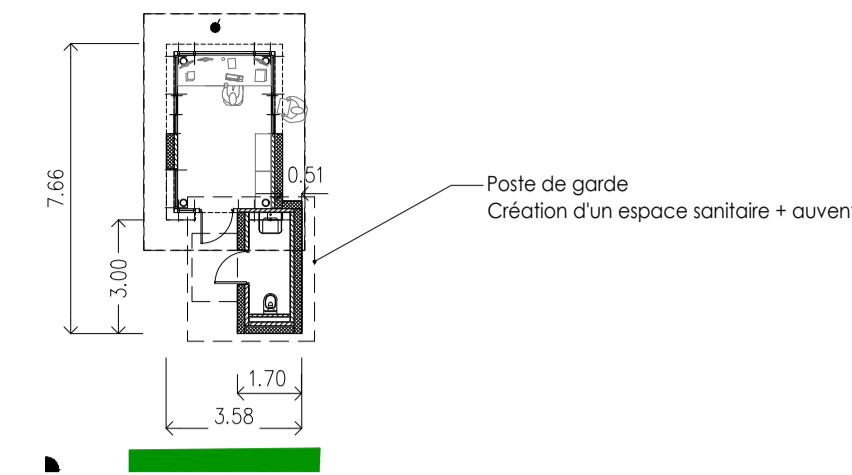 7.66
0.51
Poste de garde
Création d'un espace sanitaire + auvent
3.00
1.70
3.58